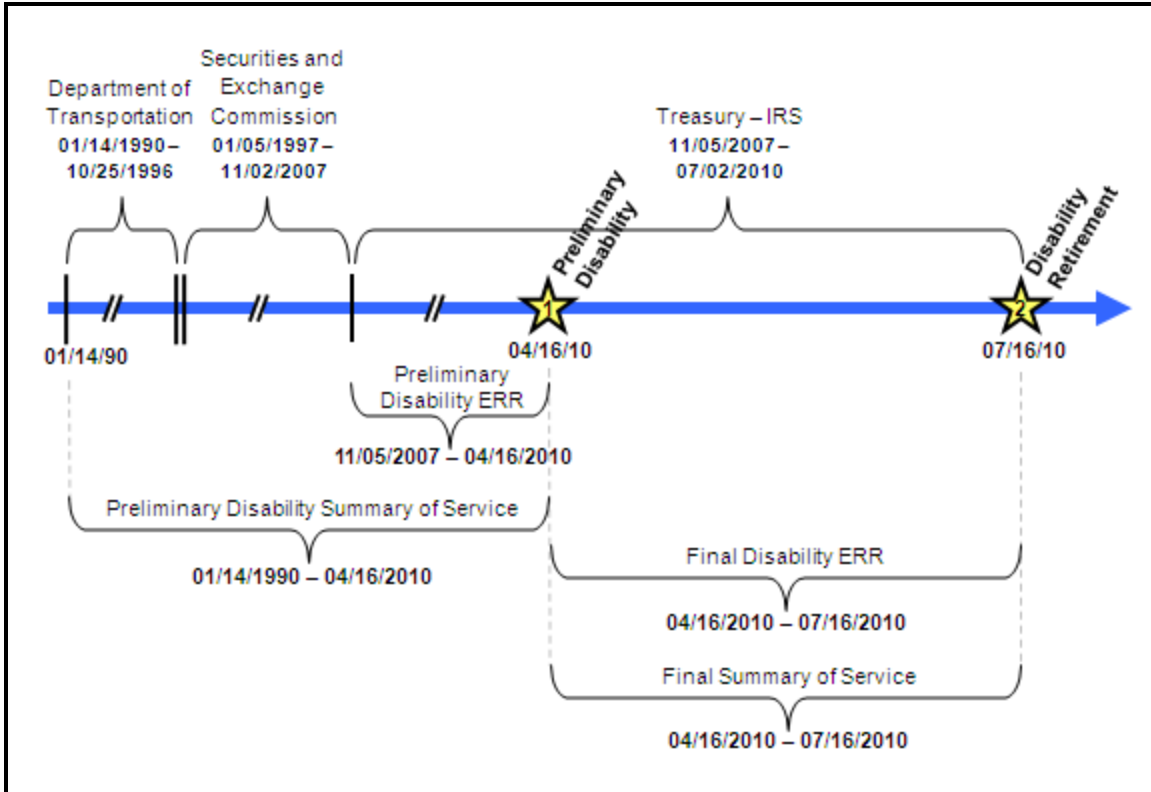 Department of
Transportation
01/14/1990–
10/25/1996
Securities and
Exchange
Commission
01/05/1997–
11/02/2007
Treasury – IRS
11/05/2007–
07/02/2010
Preliminary
Disability
Disability
Retirement
1
2
01/14/90
04/16/10
07/16/10
Preliminary
Disability ERR
11/05/2007 – 04/16/2010
Preliminary Disability Summary of Service
01/14/1990 – 04/16/2010
Final Disability ERR
04/16/2010 – 07/16/2010
Final Summary of Service
04/16/2010 – 07/16/2010